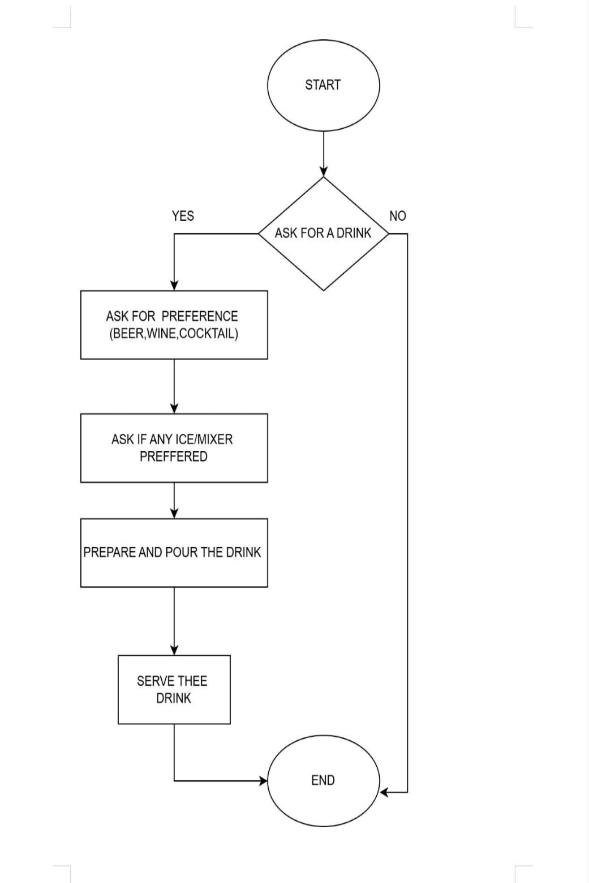 START
YES
NO
ASK FOR A DRINK
ASK FOR PREFERENCE
(BEER,WINE,COCKTAIL)
ASK IF ANY ICE/MIXER
PREFFERED
PREPARE AND POUR THE DRINK
SERVE THEE
DRINK
END